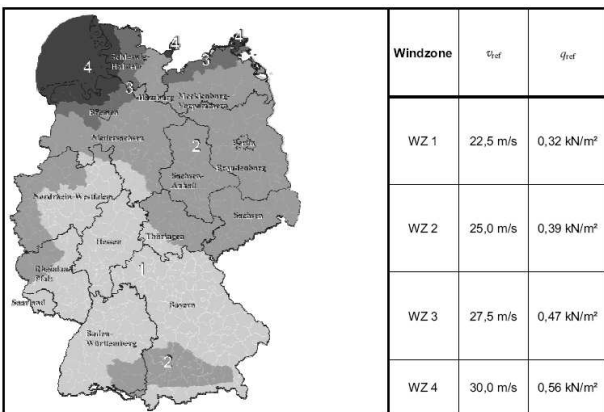 4
4
4
Schleswig-
Holstein
3
3
Hamburg
Mecklenburg-
Vorpommern
Bremen
Niedersachsen
2
Berlin
Brandenburg
Sachsen-
Anhalt
Nordrhein-Westfalen
Sachsen
Hessen
Thüringen
1
Rheinland-
Pfalz
Saarland
Bayern
Baden-
Württemberg
2
Windzone v_ref q_ref
WZ 1 22,5 m/s 0,32 kN/m²
WZ 2 25,0 m/s 0,39 kN/m²
WZ 3 27,5 m/s 0,47 kN/m²
WZ 4 30,0 m/s 0,56 kN/m²